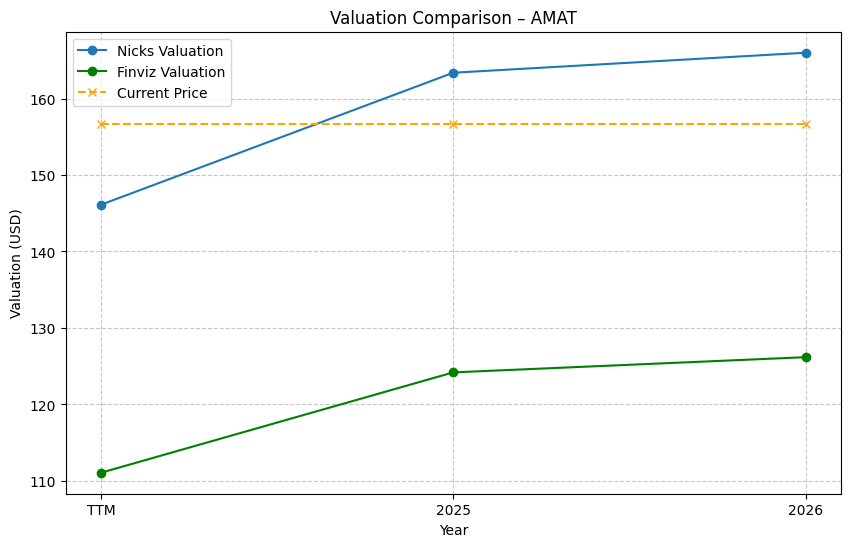 Valuation Comparison – AMAT
Nicks Valuation
Finviz Valuation
Current Price
160
150
140
130
120
110
Valuation (USD)
TTM
2025
2026
Year